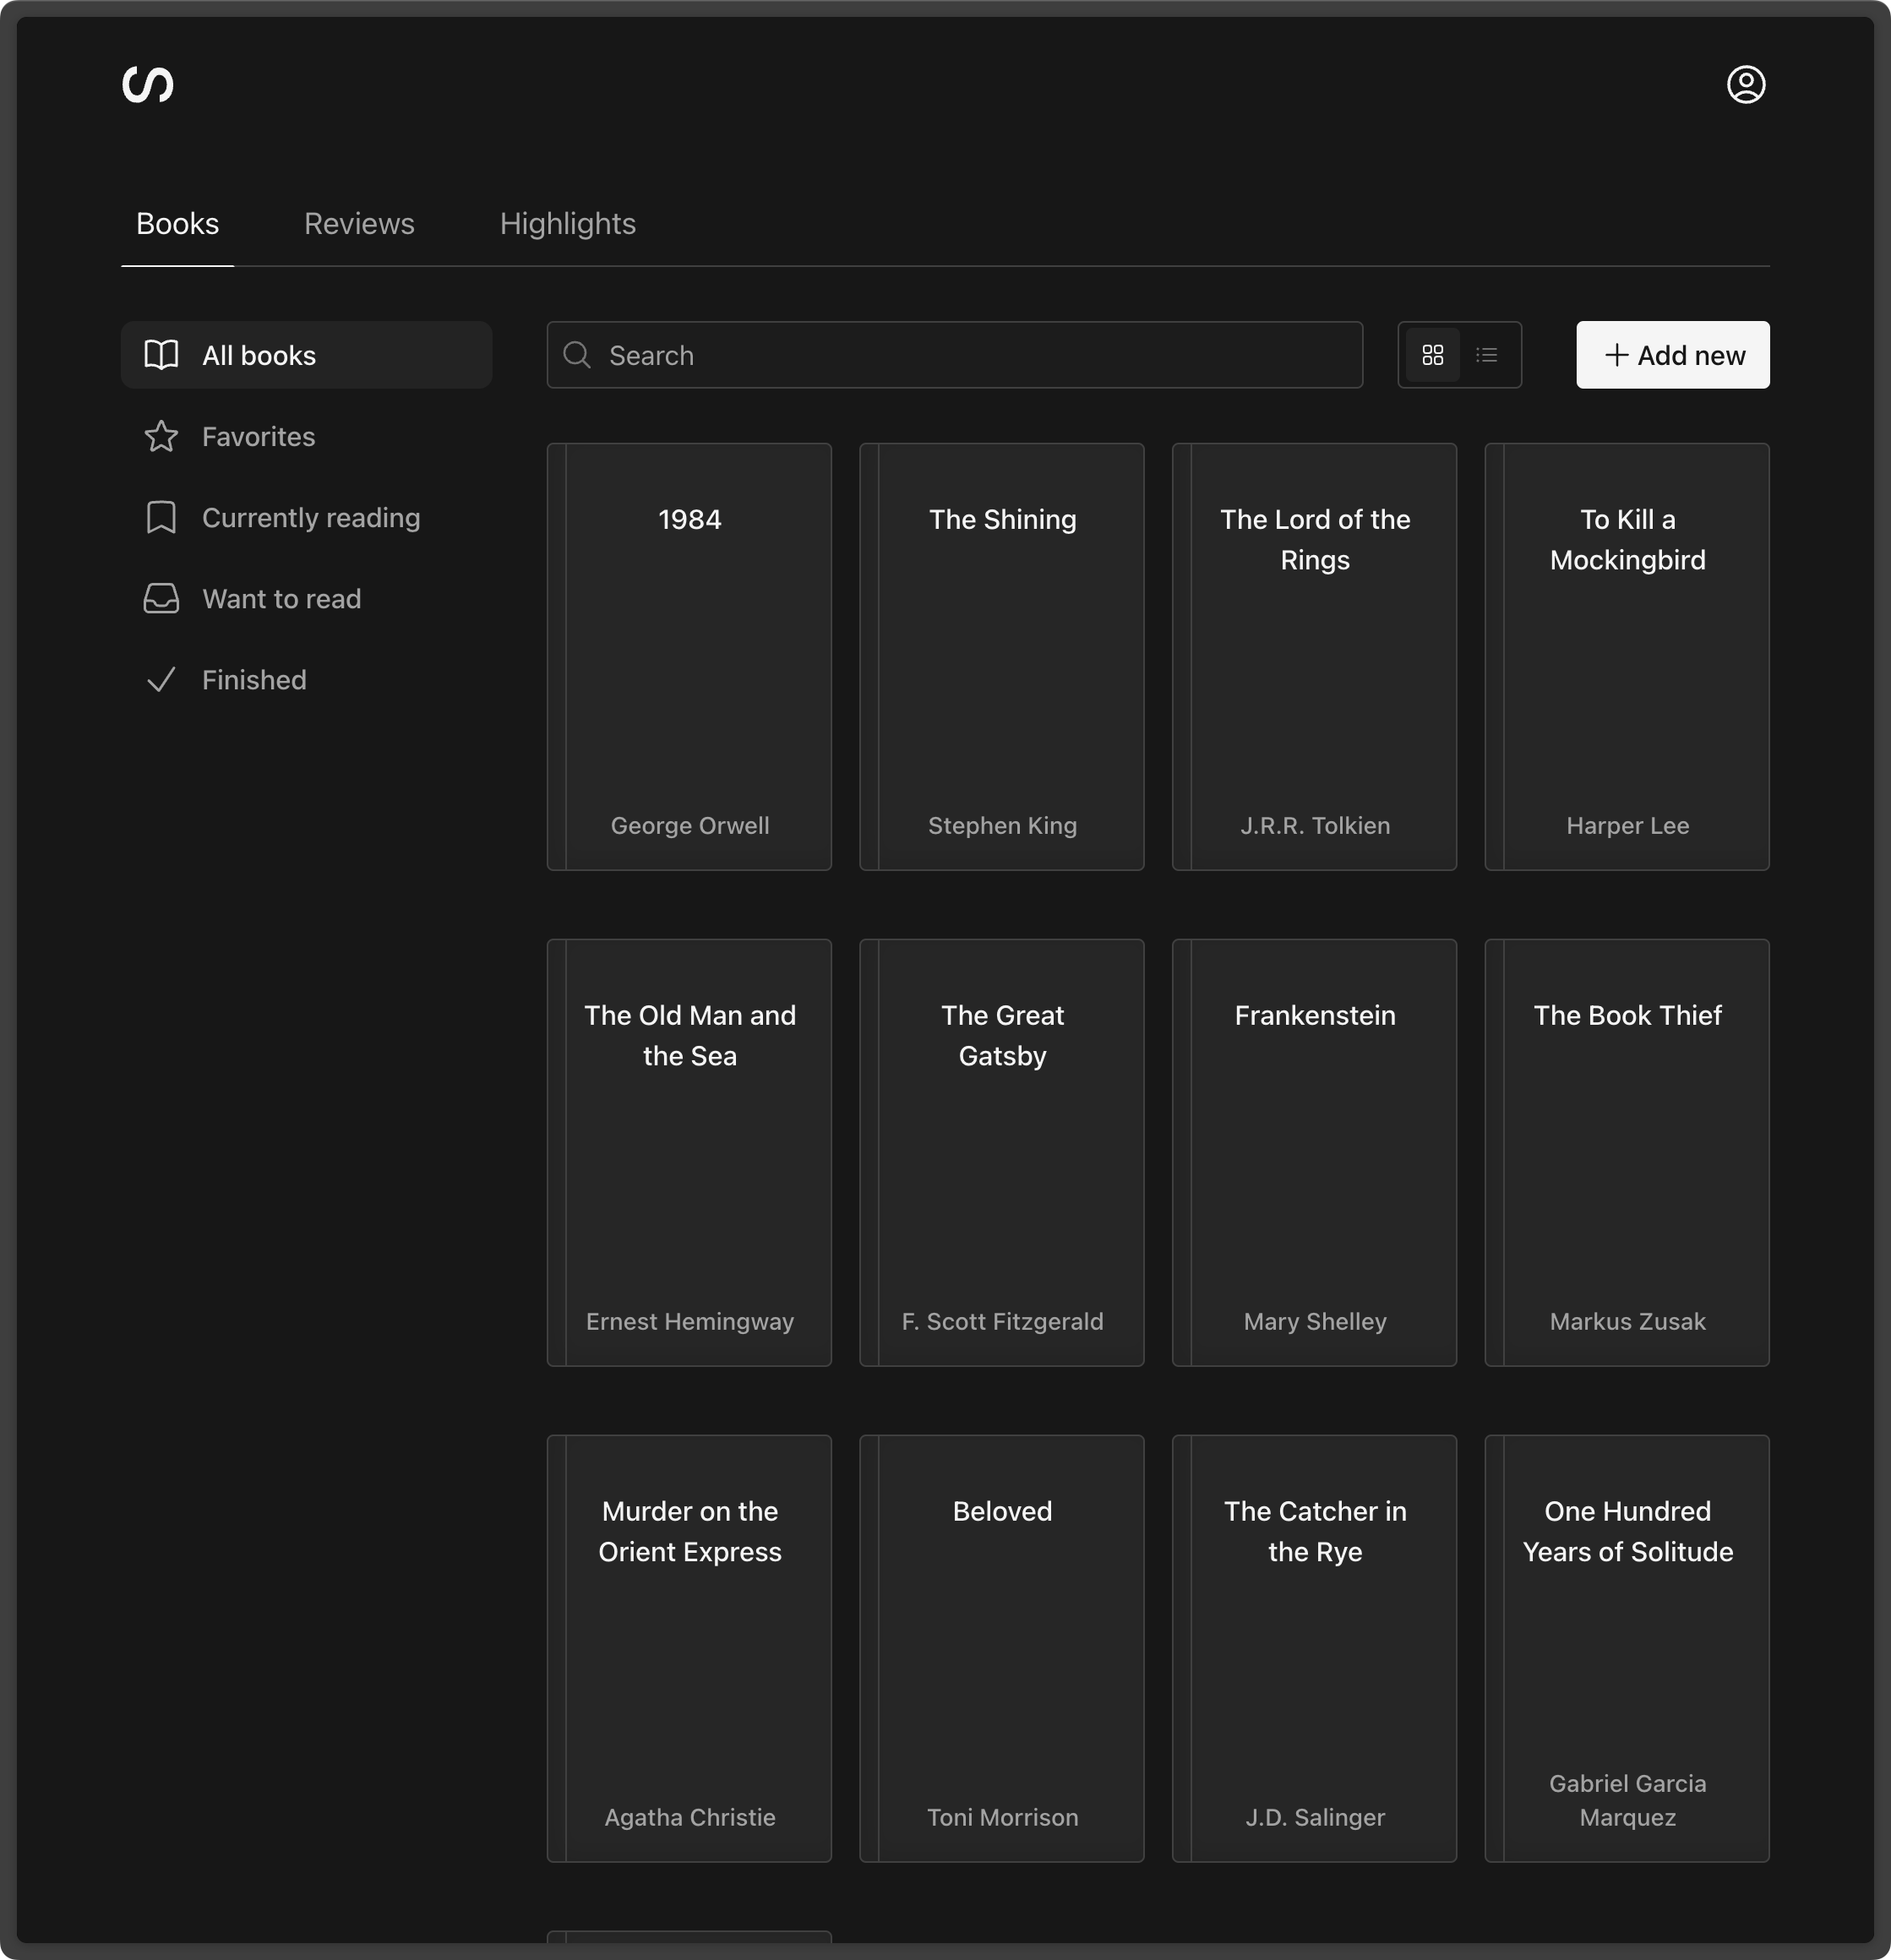 Books
Reviews
Highlights
All books
Favorites
Currently reading
Want to read
Finished
Search
Add new
1984
George Orwell
The Shining
Stephen King
The Lord of the
Rings
J.R.R. Tolkien
To Kill a
Mockingbird
Harper Lee
The Old Man and
the Sea
Ernest Hemingway
The Great
Gatsby
F. Scott Fitzgerald
Frankenstein
Mary Shelley
The Book Thief
Markus Zusak
Murder on the
Orient Express
Agatha Christie
Beloved
Toni Morrison
The Catcher in
the Rye
J.D. Salinger
One Hundred
Years of Solitude
Gabriel Garcia
Marquez